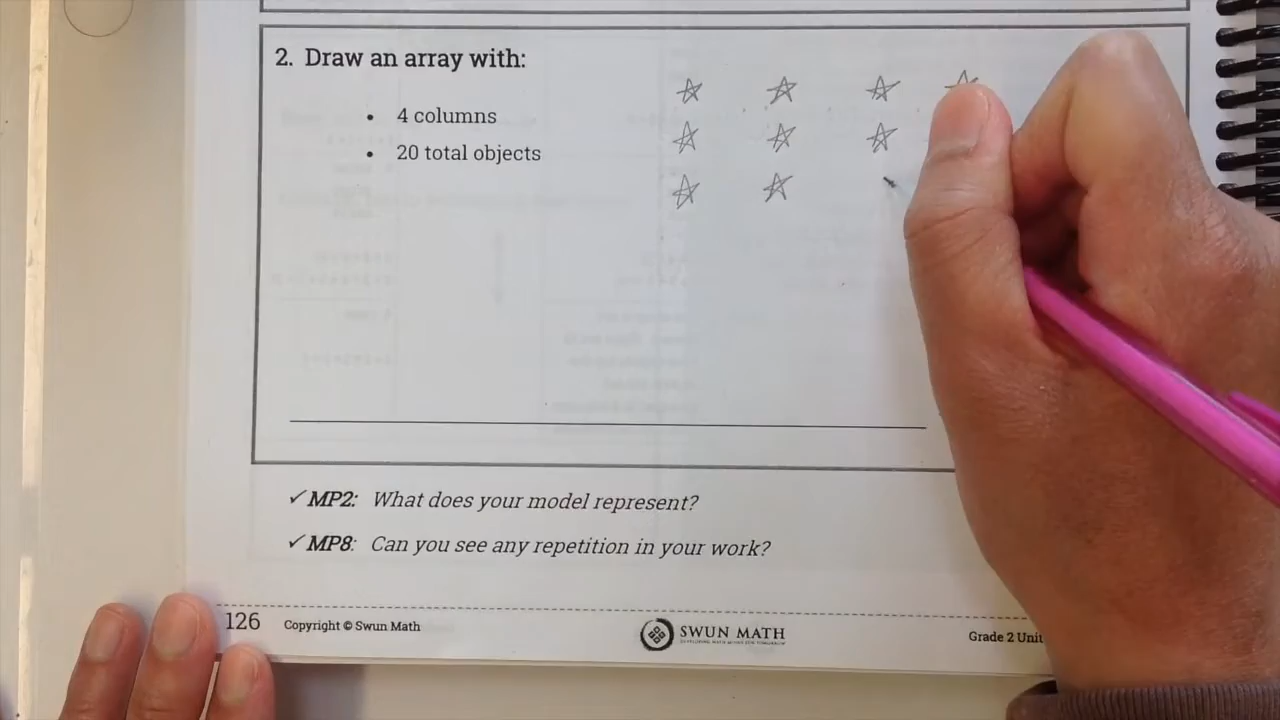 2. Draw an array with:
• 4 columns
• 20 total objects
✓ MP2: What does your model represent?
✓ MP8: Can you see any repetition in your work?
126 Copyright © Swun Math SWUN MATH Grade 2 Unit